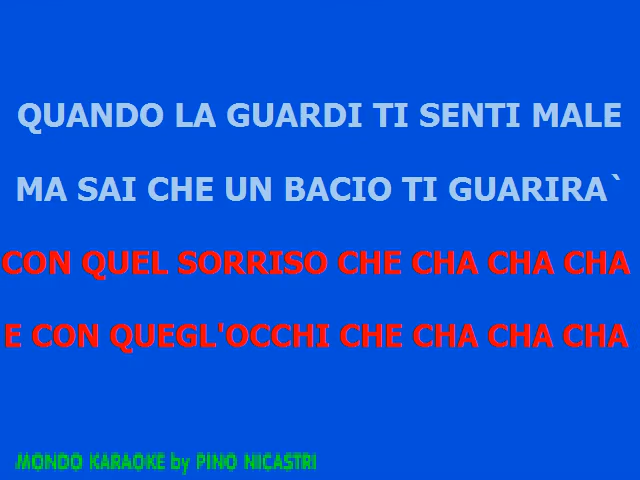 QUANDO LA GUARDI TI SENTI MALE
MA SAI CHE UN BACIO TI GUARIRA`
CON QUEL SORRISO CHE CHA CHA CHA
E CON QUEGL'OCCHI CHE CHA CHA CHA
MONDO KARAOKE by PINO NICASTRI